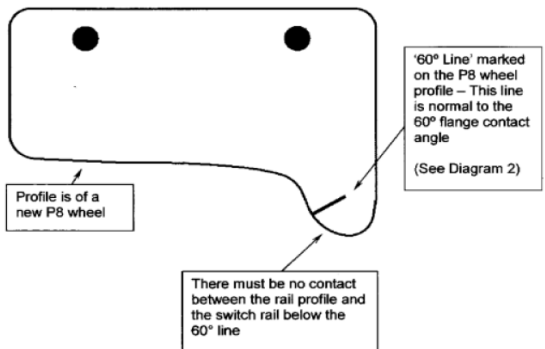 '60º Line' marked
on the P8 wheel
profile – This line
is normal to the
60º flange contact
angle
(See Diagram 2)
Profile is of a
new P8 wheel
There must be no contact
between the rail profile and
the switch rail below the
60° line